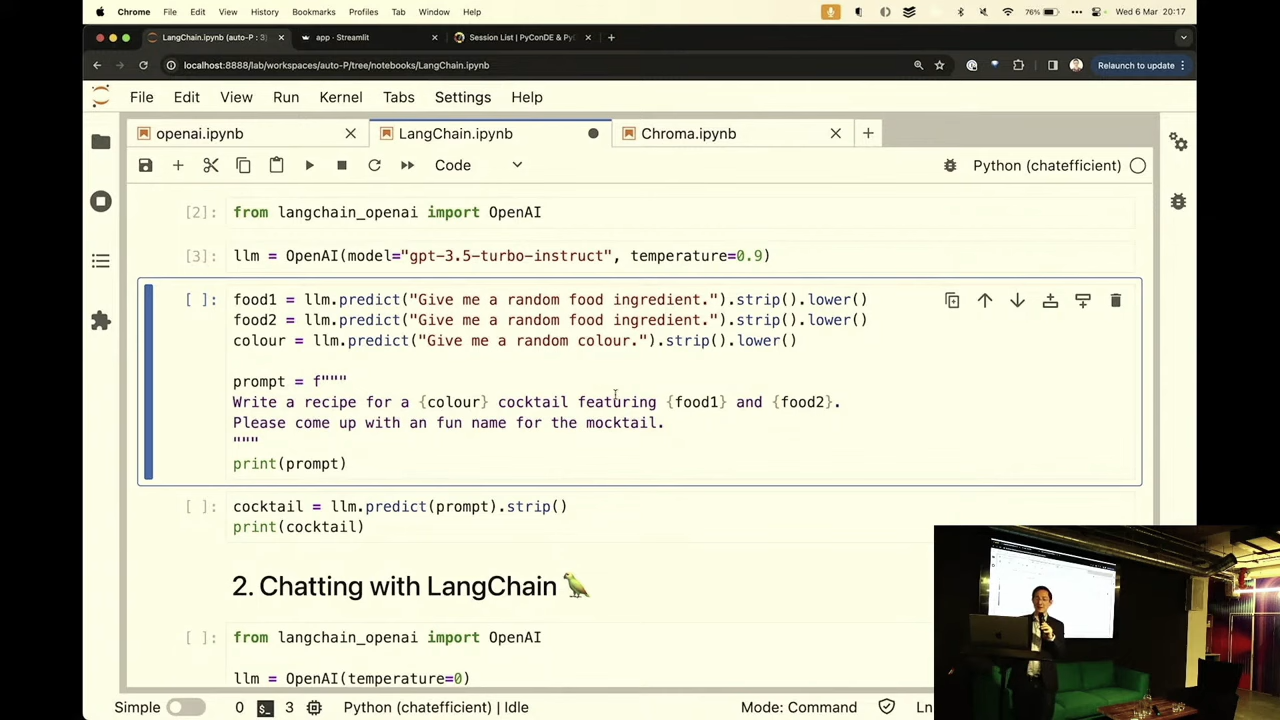 Chrome File Edit View History Bookmarks Profiles Tab Window Help 76% Wed 6 Mar 20:17
LangChain.ipynb (auto-P : 3) app · Streamlit Session List | PyConDE & Py
localhost:8888/lab/workspaces/auto-P/tree/notebooks/LangChain.ipynb Relaunch to update
File Edit View Run Kernel Tabs Settings Help
openai.ipynb LangChain.ipynb Chroma.ipynb
Code Python (chatefficient)
[2]: from langchain_openai import OpenAI
[3]: llm = OpenAI(model="gpt-3.5-turbo-instruct", temperature=0.9)
[ ]: food1 = llm.predict("Give me a random food ingredient.").strip().lower()
food2 = llm.predict("Give me a random food ingredient.").strip().lower()
colour = llm.predict("Give me a random colour.").strip().lower()
prompt = f"""
Write a recipe for a {colour} cocktail featuring {food1} and {food2}.
Please come up with an fun name for the mocktail.
"""
print(prompt)
[ ]: cocktail = llm.predict(prompt).strip()
print(cocktail)
2. Chatting with LangChain 🦜
[ ]: from langchain_openai import OpenAI
llm = OpenAI(temperature=0)
Simple 0 3 Python (chatefficient) | Idle Mode: Command Ln